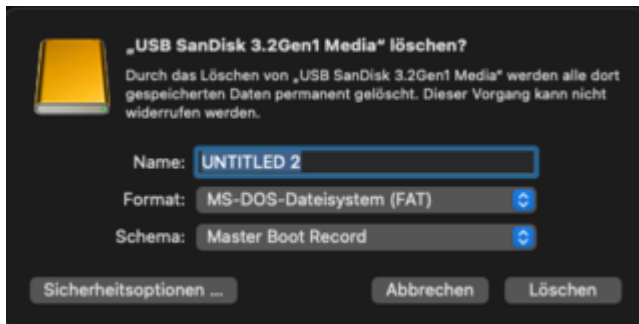 „USB SanDisk 3.2Gen1 Media“ löschen?
Durch das Löschen von „USB SanDisk 3.2Gen1 Media“ werden alle dort
gespeicherten Daten permanent gelöscht. Dieser Vorgang kann nicht
widerrufen werden.
Name: UNTITLED 2
Format: MS-DOS-Dateisystem (FAT)
Schema: Master Boot Record
Sicherheitsoptionen ... Abbrechen Löschen